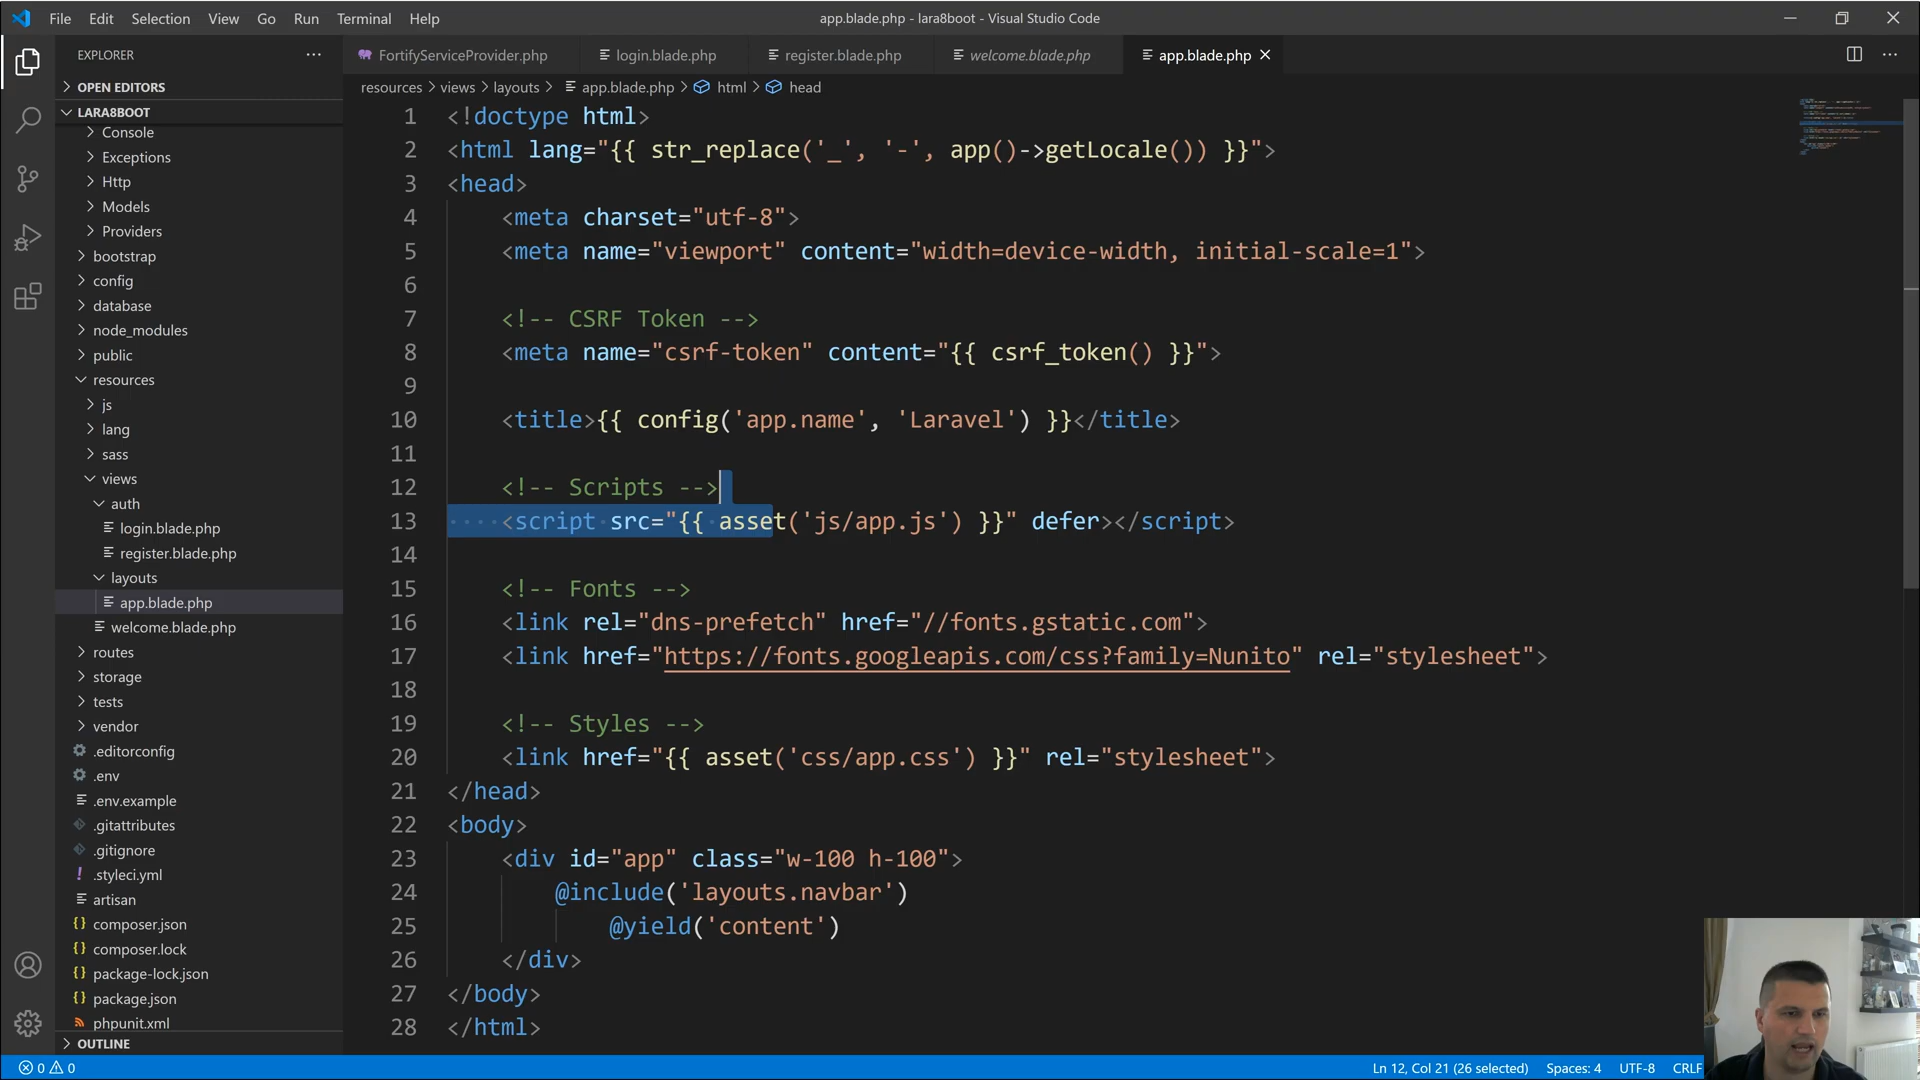 File Edit Selection View Go Run Terminal Help
app.blade.php - lara8boot - Visual Studio Code
EXPLORER
OPEN EDITORS
LARA8BOOT
Console
Exceptions
Http
Models
Providers
bootstrap
config
database
node_modules
public
resources
js
lang
sass
views
auth
login.blade.php
register.blade.php
layouts
app.blade.php
welcome.blade.php
routes
storage
tests
vendor
.editorconfig
.env
.env.example
.gitattributes
.gitignore
.styleci.yml
artisan
composer.json
composer.lock
package-lock.json
package.json
phpunit.xml
OUTLINE
FortifyServiceProvider.php login.blade.php register.blade.php welcome.blade.php app.blade.php
resources > views > layouts > app.blade.php > html > head
1 <!doctype html>
2 <html lang="{{ str_replace('_', '-', app()->getLocale()) }}">
3 <head>
4 <meta charset="utf-8">
5 <meta name="viewport" content="width=device-width, initial-scale=1">
6
7 <!-- CSRF Token -->
8 <meta name="csrf-token" content="{{ csrf_token() }}">
9
10 <title>{{ config('app.name', 'Laravel') }}</title>
11
12 <!-- Scripts -->
13 <script src="{{ asset('js/app.js') }}" defer></script>
14
15 <!-- Fonts -->
16 <link rel="dns-prefetch" href="//fonts.gstatic.com">
17 <link href="https://fonts.googleapis.com/css?family=Nunito" rel="stylesheet">
18
19 <!-- Styles -->
20 <link href="{{ asset('css/app.css') }}" rel="stylesheet">
21 </head>
22 <body>
23 <div id="app" class="w-100 h-100">
24 @include('layouts.navbar')
25 @yield('content')
26 </div>
27 </body>
28 </html>
0 0
Ln 12, Col 21 (26 selected) Spaces: 4 UTF-8 CRLF